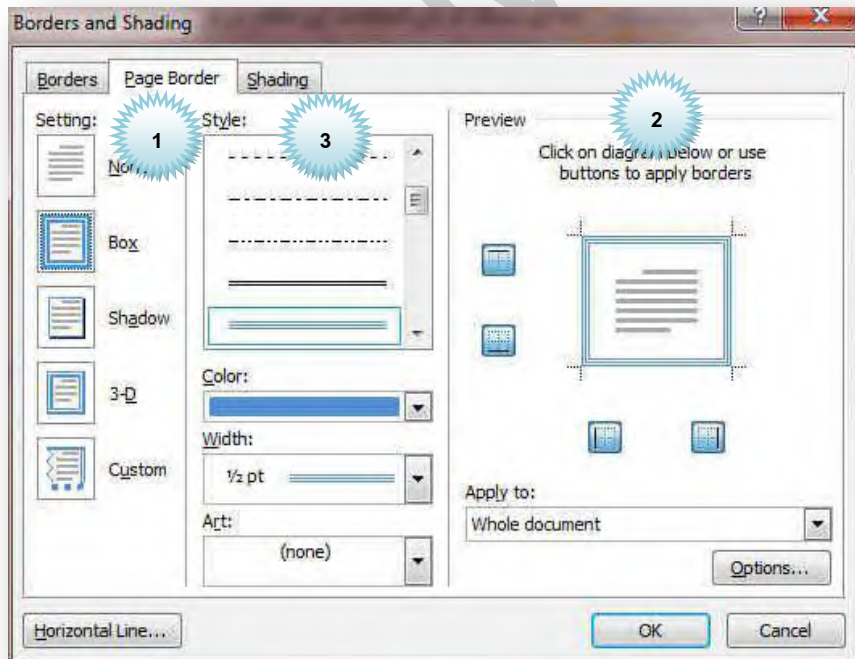 Borders and Shading
Borders Page Border Shading
Setting:
1
None
Box
Shadow
3-D
Custom
Style:
3
Color:
Width:
½ pt
Art:
(none)
Preview
2
Click on diagram below or use
buttons to apply borders
Apply to:
Whole document
Options...
Horizontal Line...
OK
Cancel